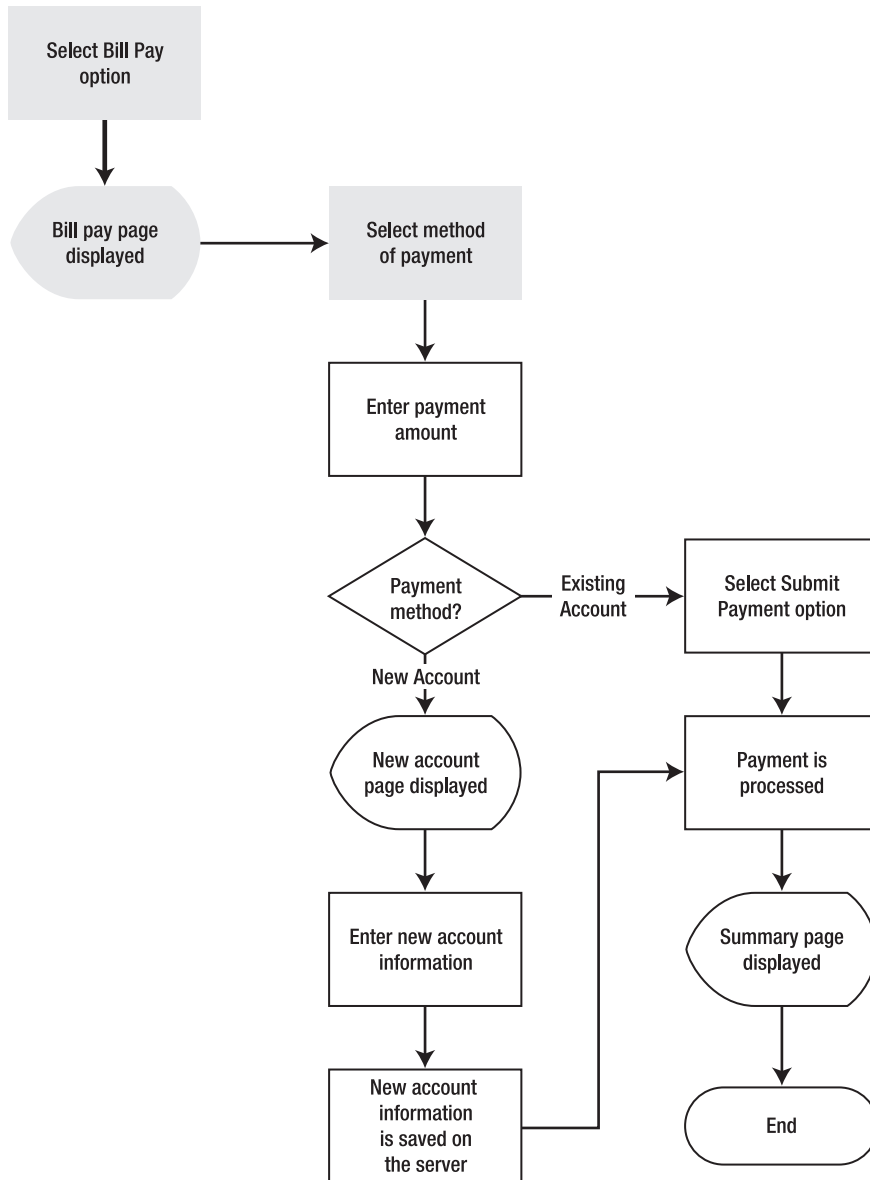 Select Bill Pay
option
Bill pay page
displayed
Select method
of payment
Enter payment
amount
Payment
method?
Existing
Account
Select Submit
Payment option
New Account
New account
page displayed
Payment is
processed
Enter new account
information
Summary page
displayed
New account
information
is saved on
the server
End